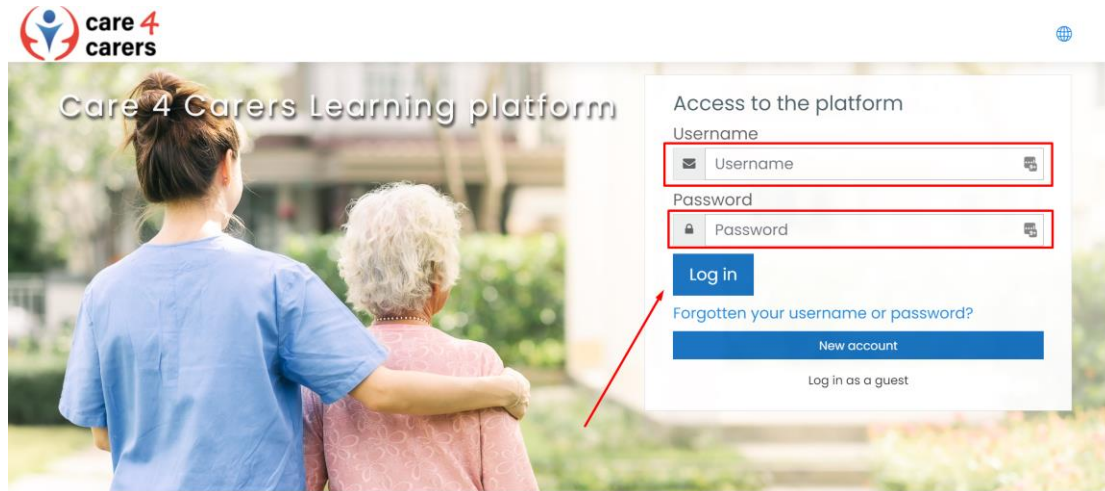 care 4
carers
Care 4 Carers Learning platform
Access to the platform
Username
Username
Password
Password
Log in
Forgotten your username or password?
New account
Log in as a guest